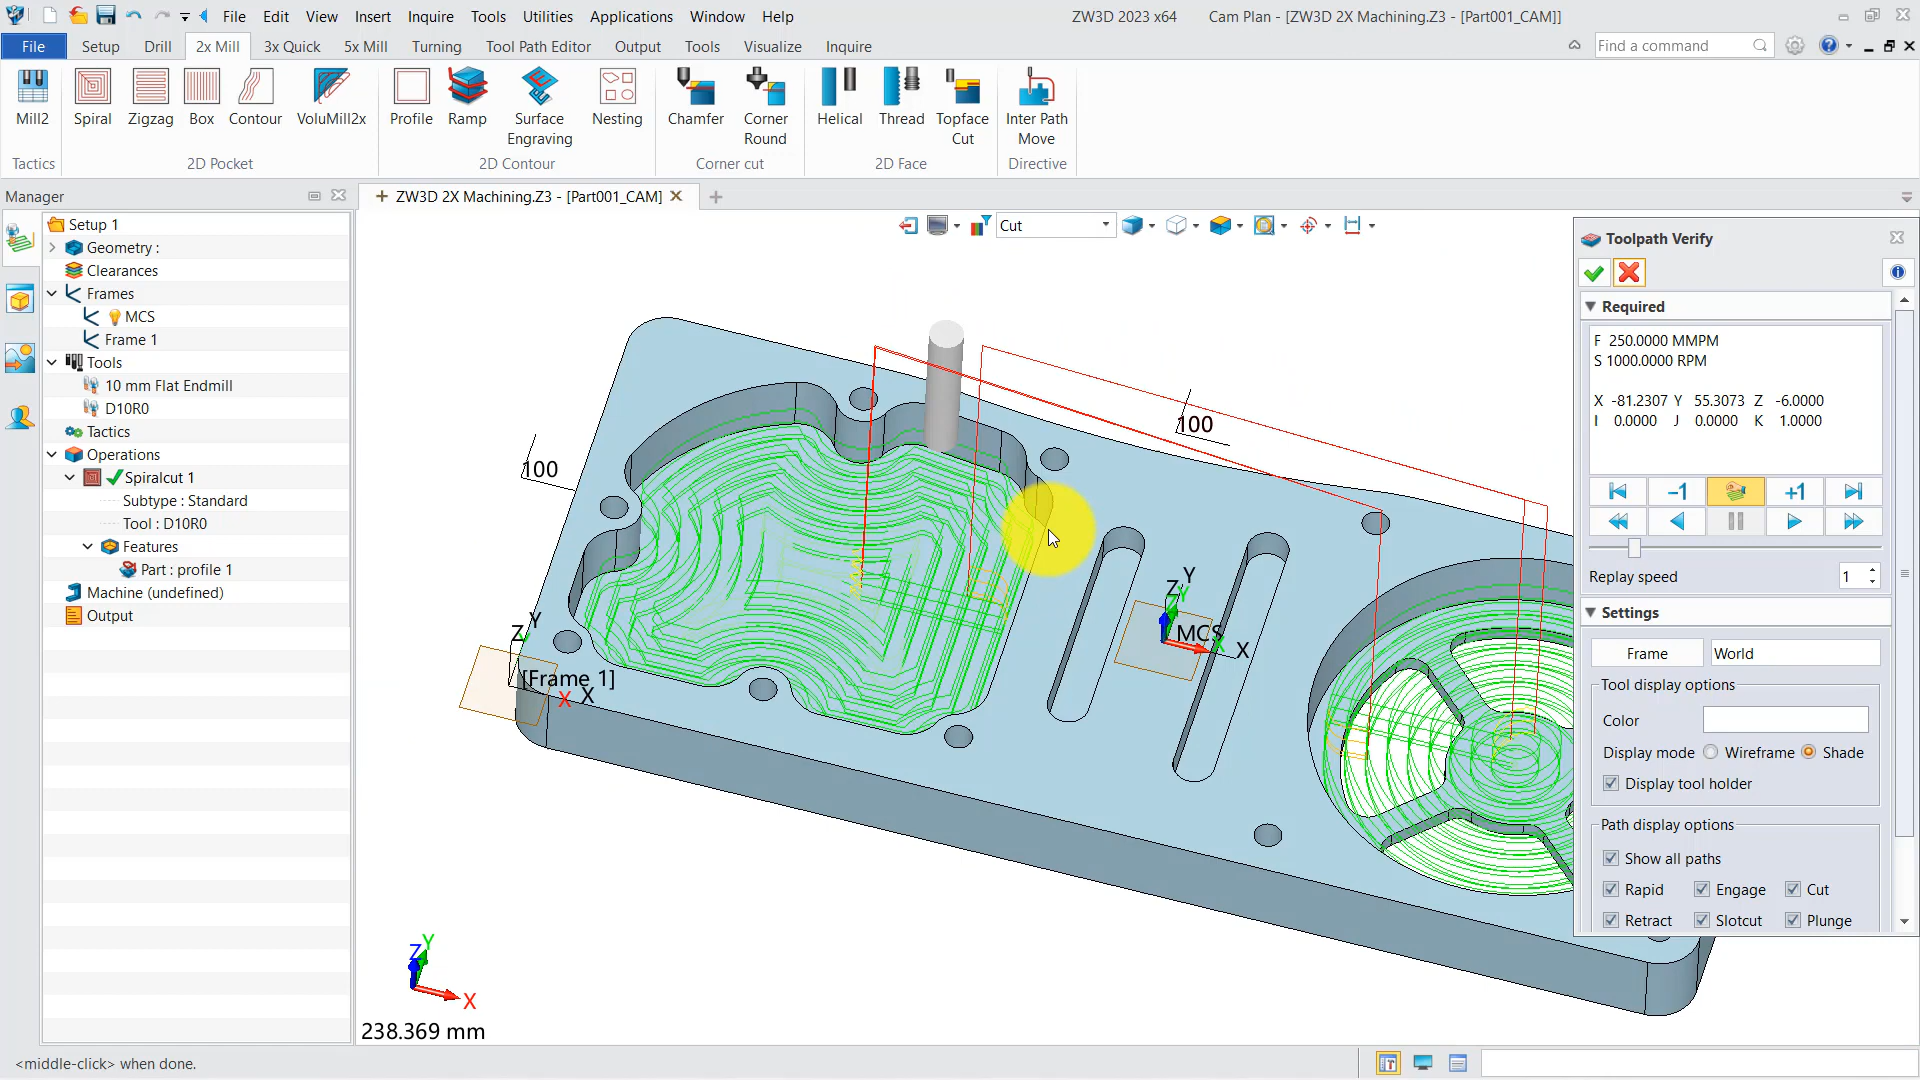 File Edit View Insert Inquire Tools Utilities Applications Window Help
ZW3D 2023 x64 Cam Plan - [ZW3D 2X Machining.Z3 - [Part001_CAM]]
File Setup Drill 2x Mill 3x Quick 5x Mill Turning Tool Path Editor Output Tools Visualize Inquire
Find a command
Mill2
Spiral Zigzag Box Contour VoluMill2x
Profile Ramp Surface Engraving Nesting
Chamfer Corner Round
Helical Thread Topface Cut
Inter Path Move
Tactics 2D Pocket 2D Contour Corner cut 2D Face Directive
Manager
ZW3D 2X Machining.Z3 - [Part001_CAM]
Cut
Setup 1
Geometry :
Clearances
Frames
MCS
Frame 1
Tools
10 mm Flat Endmill
D10R0
Tactics
Operations
Spiralcut 1
Subtype : Standard
Tool : D10R0
Features
Part : profile 1
Machine (undefined)
Output
100
100
Z Y
[Frame 1]
X X
Z Y
Y
MCS
X X
Z Y
X
238.369 mm
Toolpath Verify
Required
F 250.0000 MMPM
S 1000.0000 RPM
X -81.2307 Y 55.3073 Z -6.0000
I 0.0000 J 0.0000 K 1.0000
-1 +1
Replay speed 1
Settings
Frame World
Tool display options
Color
Display mode Wireframe Shade
Display tool holder
Path display options
Show all paths
Rapid Engage Cut
Retract Slotcut Plunge
<middle-click> when done.